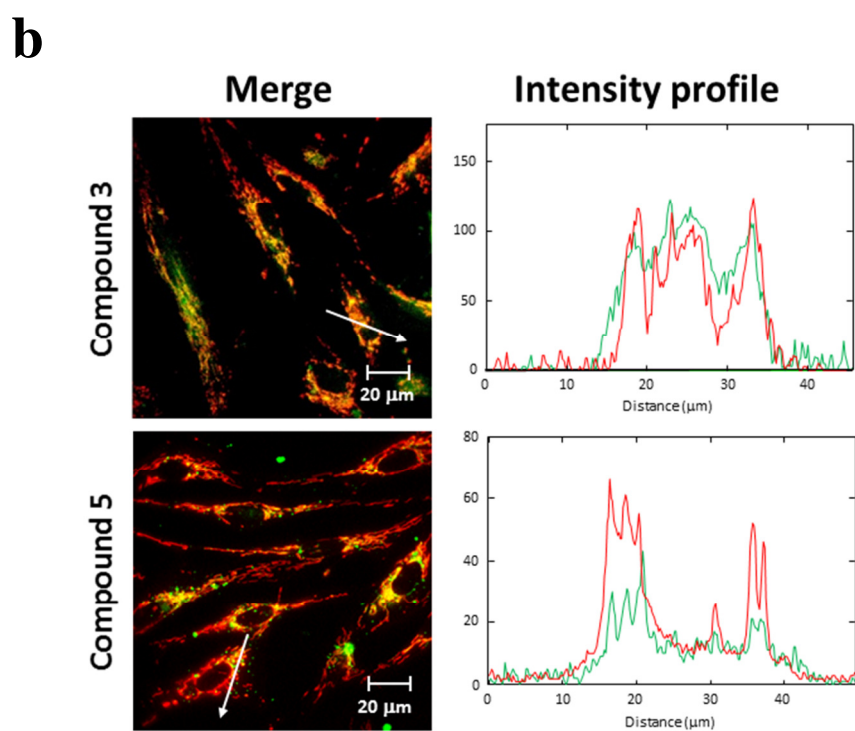 b
Merge Intensity profile
Compound 3
20 µm
150
100
50
0
0 10 20 30 40
Distance (µm)
Compound 5
20 µm
80
60
40
20
0
0 10 20 30 40
Distance (µm)